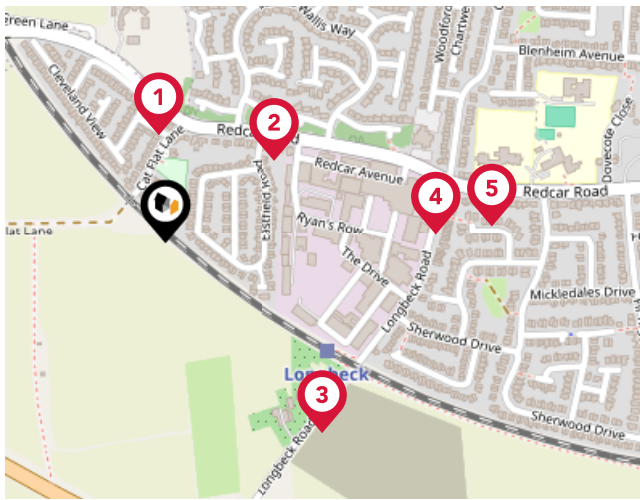 Green Lane
Wallis Way
Woodford
Chartwe
Blenheim Avenue
Cleveland View
1
2
Redcar
d
Cat Flat Lane
Dovecote Close
Redcar Avenue
Eastfield Road
5
4
Redcar Road
Ryan's Row
flat Lane
The Drive
Longbeck Road
Mickledales Drive
Sherwood Drive
Longbeck
3
Sherwood Drive
Longbeck Road